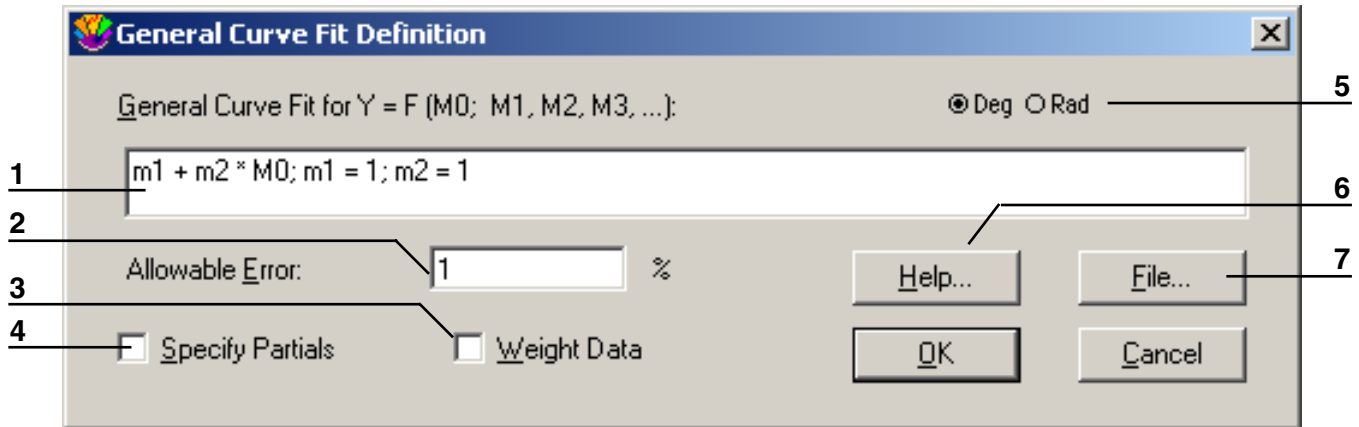 General Curve Fit Definition
5
General Curve Fit for Y = F (M0;  M1, M2, M3, ...):
Deg
Rad
1
m1 + m2 * M0; m1 = 1; m2 = 1
6
2
Allowable Error:
1
%
Help...
File...
7
3
4
Specify Partials
Weight Data
OK
Cancel